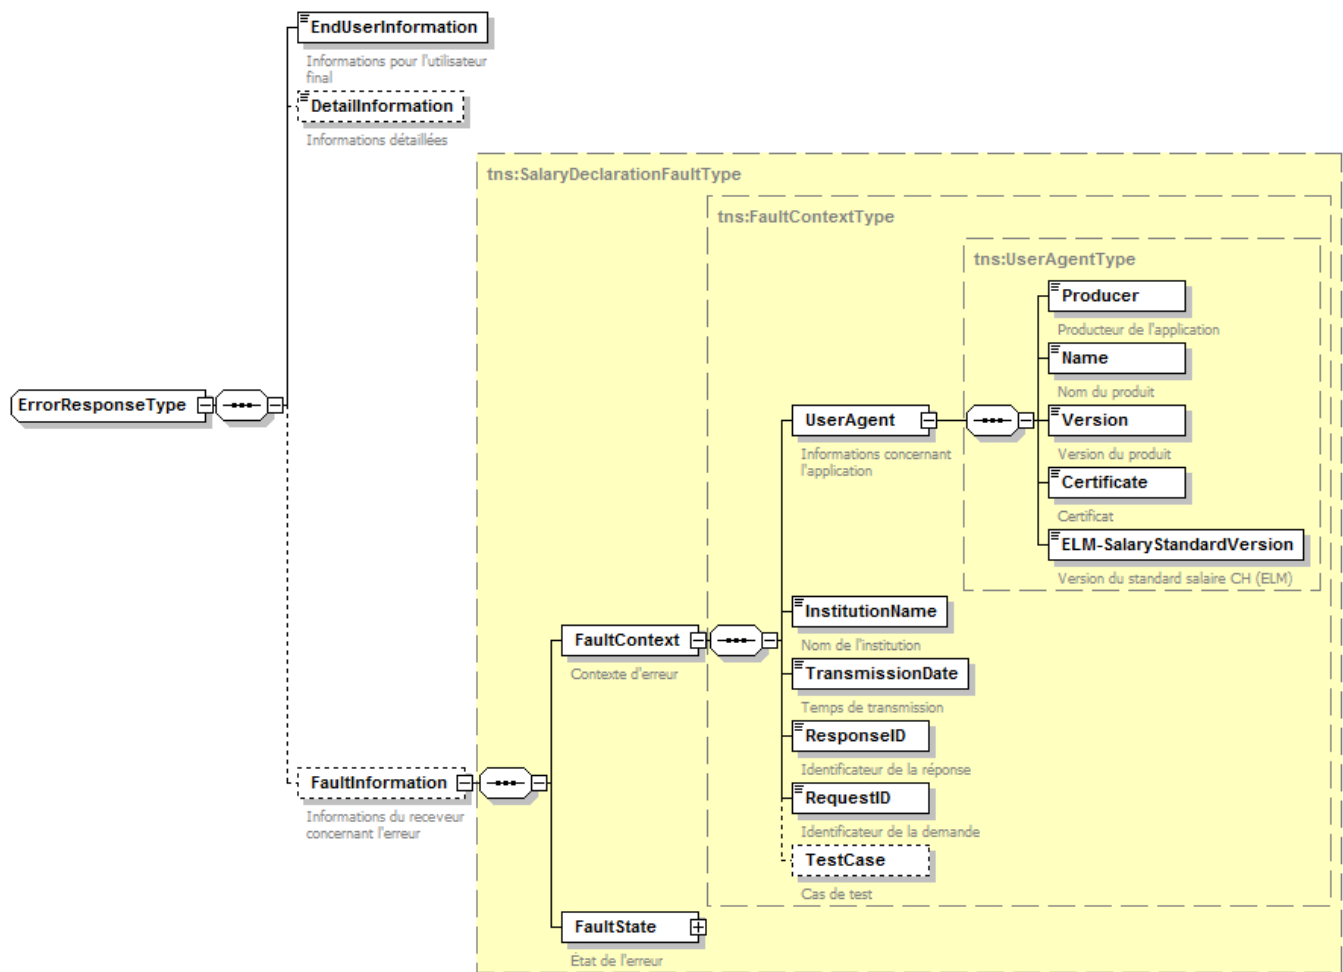 EndUserInformation
Informations pour l'utilisateur
final
DetailInformation
Informations détaillées
tns:SalaryDeclarationFaultType
tns:FaultContextType
tns:UserAgentType
Producer
Producteur de l'application
Name
Nom du produit
ErrorResponseType
UserAgent
Informations concernant
l'application
Version
Version du produit
Certificate
Certificat
ELM-SalaryStandardVersion
Version du standard salaire CH (ELM)
InstitutionName
Nom de l'institution
FaultContext
Contexte d'erreur
TransmissionDate
Temps de transmission
ResponseID
Identificateur de la réponse
FaultInformation
Informations du receveur
concernant l'erreur
RequestID
Identificateur de la demande
TestCase
Cas de test
FaultState
État de l'erreur